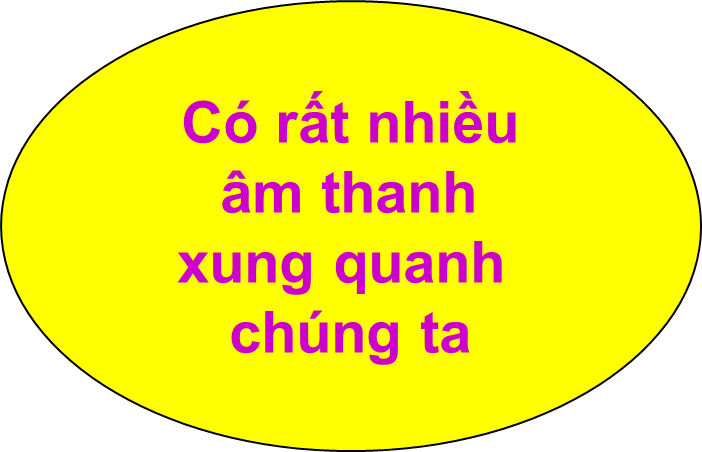 Có rất nhiều
âm thanh
xung quanh
chúng ta